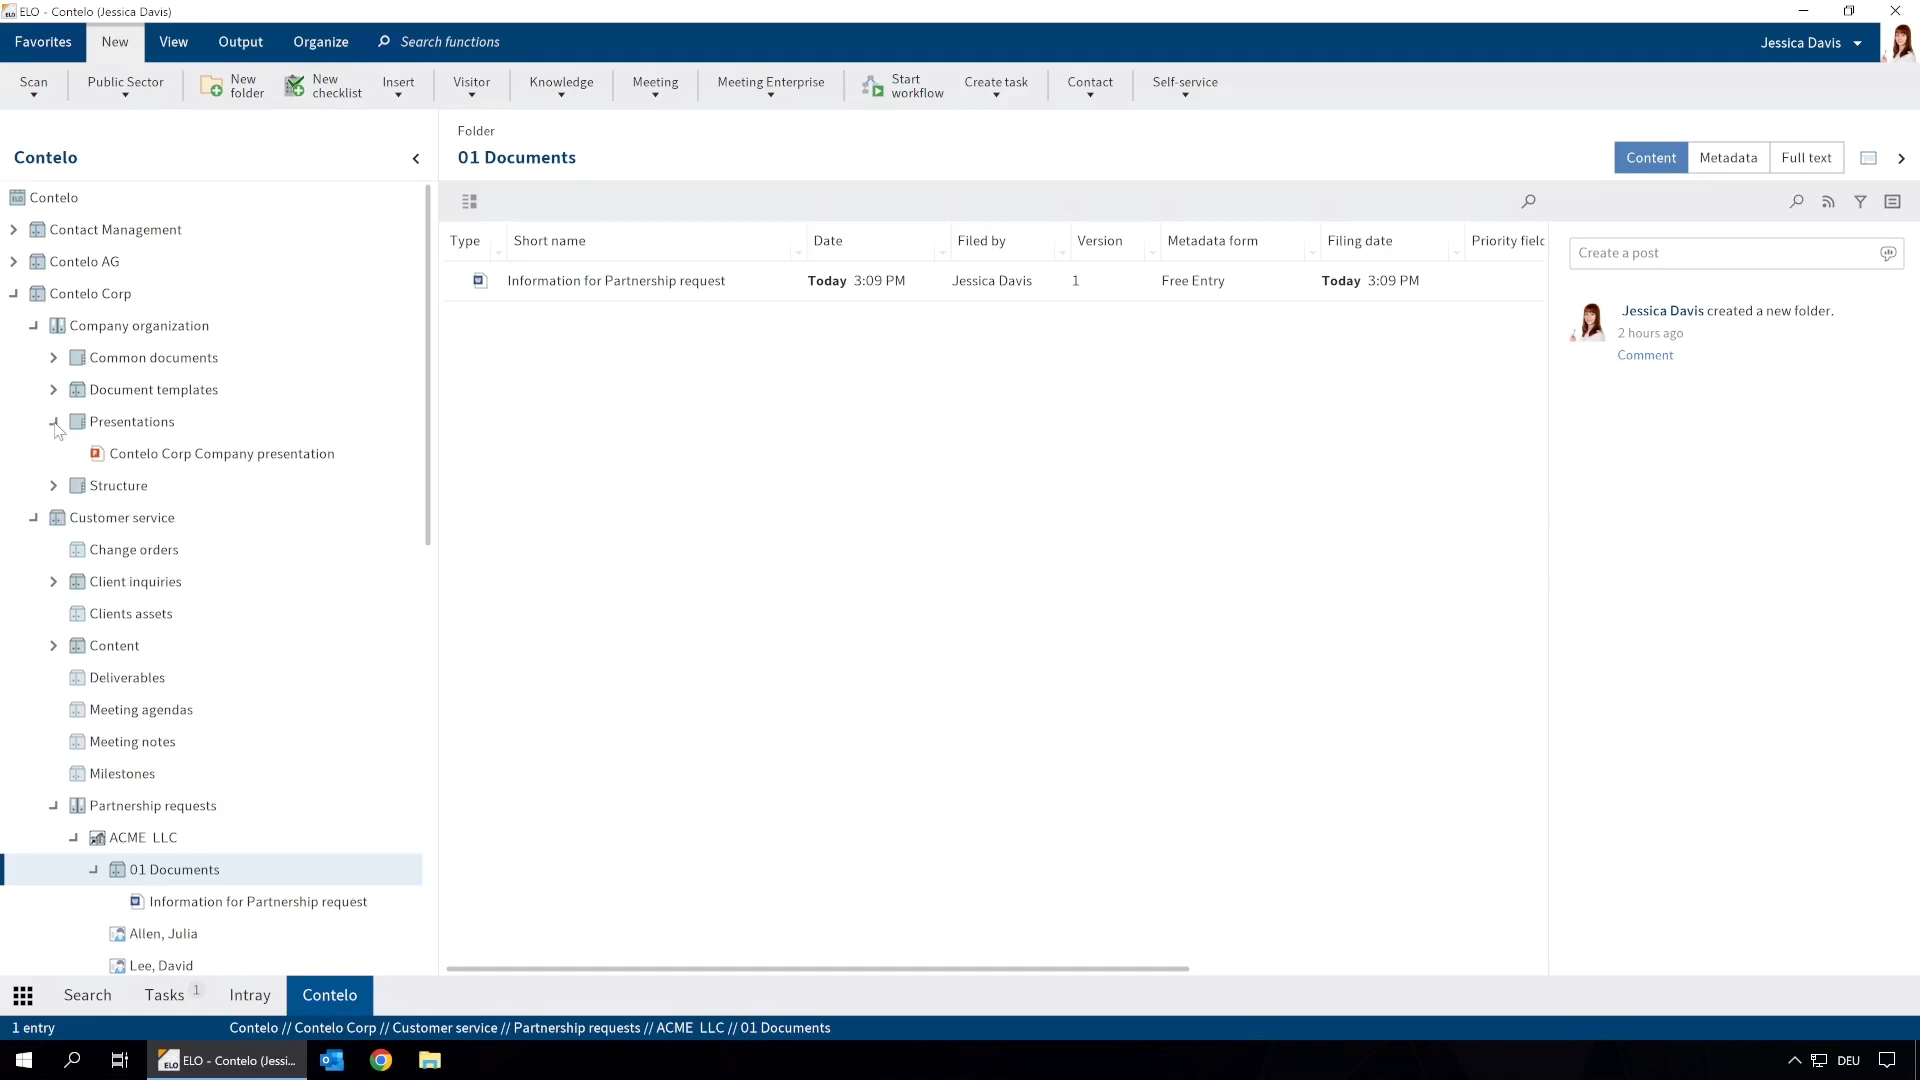 ELO - Contelo (Jessica Davis)
Favorites New View Output Organize Search functions Jessica Davis
Scan Public Sector New folder New checklist Insert Visitor Knowledge Meeting Meeting Enterprise Start workflow Create task Contact Self-service
Contelo
Folder
01 Documents
Content Metadata Full text
Contelo
Contact Management
Contelo AG
Contelo Corp
Company organization
Common documents
Document templates
Presentations
Contelo Corp Company presentation
Structure
Customer service
Change orders
Client inquiries
Clients assets
Content
Deliverables
Meeting agendas
Meeting notes
Milestones
Partnership requests
ACME LLC
01 Documents
Information for Partnership request
Allen, Julia
Lee, David
Type Short name Date Filed by Version Metadata form Filing date Priority field
Information for Partnership request Today 3:09 PM Jessica Davis 1 Free Entry Today 3:09 PM
Create a post
Jessica Davis created a new folder.
2 hours ago
Comment
Search Tasks 1 Intray Contelo
1 entry Contelo // Contelo Corp // Customer service // Partnership requests // ACME LLC // 01 Documents
ELO - Contelo (Jessi... DEU